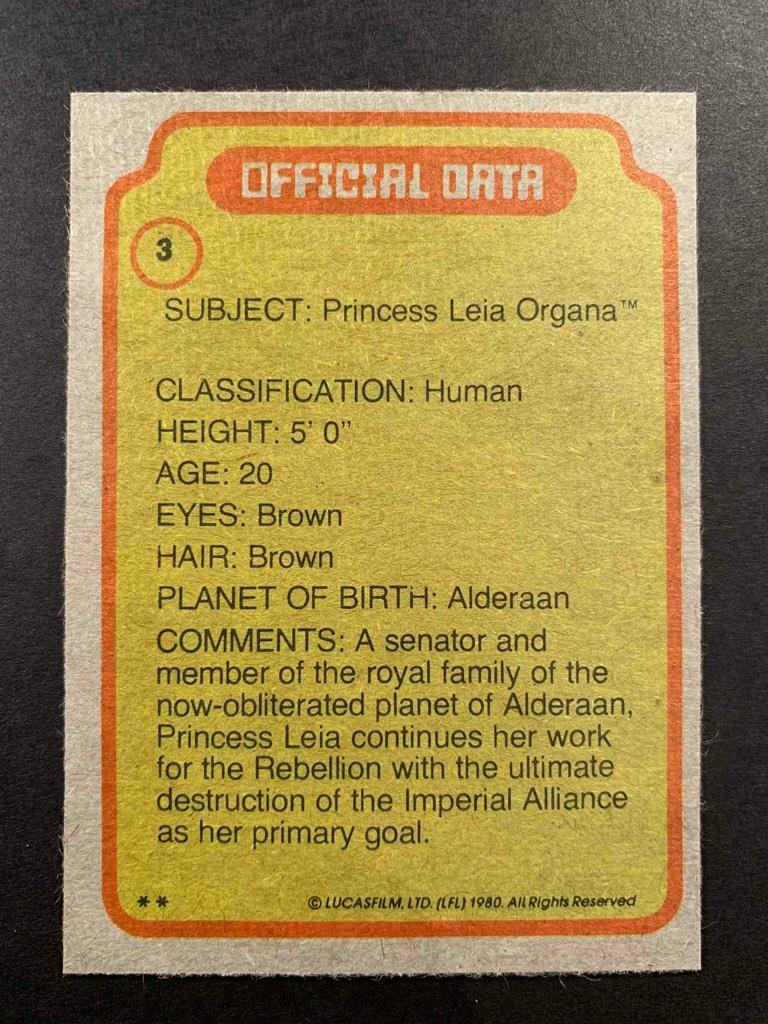 OFFICIAL DATA
3
SUBJECT: Princess Leia Organa™
CLASSIFICATION: Human
HEIGHT: 5' 0"
AGE: 20
EYES: Brown
HAIR: Brown
PLANET OF BIRTH: Alderaan
COMMENTS: A senator and
member of the royal family of the
now-obliterated planet of Alderaan,
Princess Leia continues her work
for the Rebellion with the ultimate
destruction of the Imperial Alliance
as her primary goal.
** © LUCASFILM, LTD. (LFL) 1980. All Rights Reserved